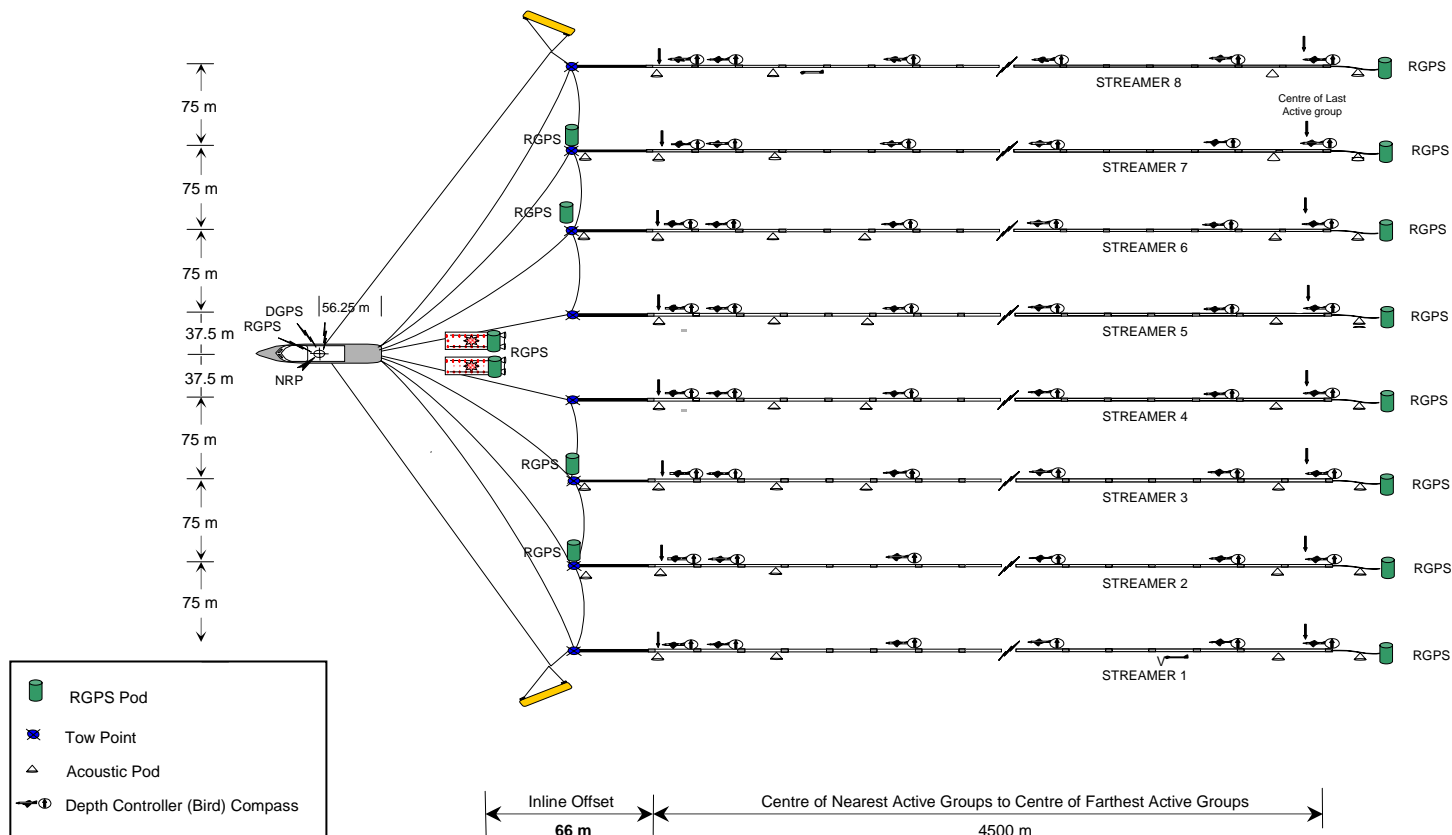 RGPS
75 m
STREAMER 8
Centre of Last
Active group
RGPS
RGPS
STREAMER 7
75 m
RGPS
RGPS
STREAMER 6
75 m
DGPS
56.25 m
RGPS
37.5 m
RGPS
STREAMER 5
RGPS
NRP
37.5 m
RGPS
STREAMER 4
75 m
RGPS
RGPS
STREAMER 3
75 m
RGPS
RGPS
STREAMER 2
75 m
V
RGPS
STREAMER 1
RGPS Pod
Tow Point
Acoustic Pod
Depth Controller (Bird) Compass
Inline Offset
66 m
Centre of Nearest Active Groups to Centre of Farthest Active Groups
4500 m